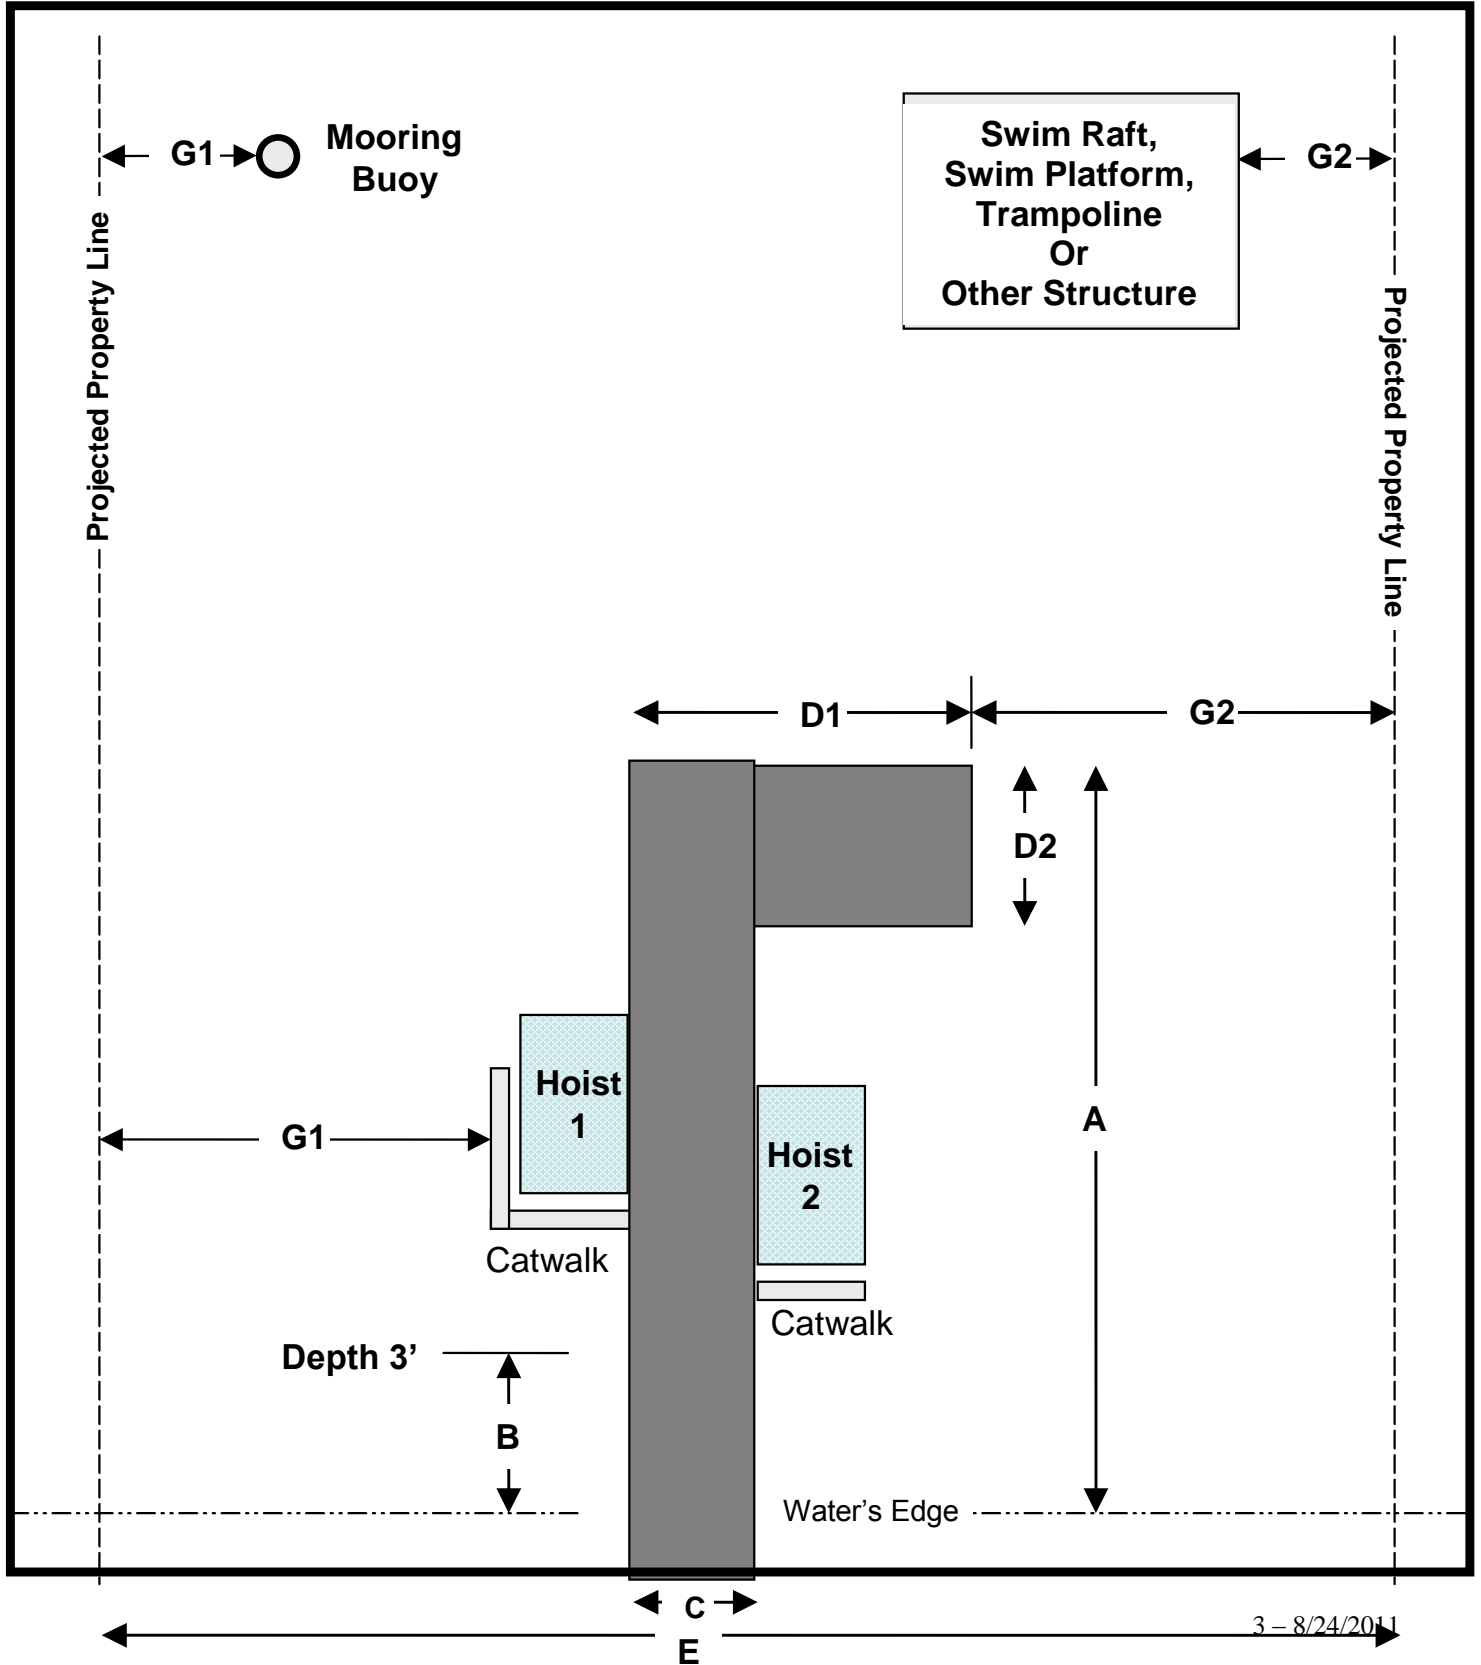 G1
Mooring
Buoy
Swim Raft,
Swim Platform,
Trampoline
Or
Other Structure
G2
Projected Property Line
Projected Property Line
D1
G2
D2
A
Hoist
1
G1
Hoist
2
Catwalk
Catwalk
Depth 3’
B
Water’s Edge
C
E
3 – 8/24/2011